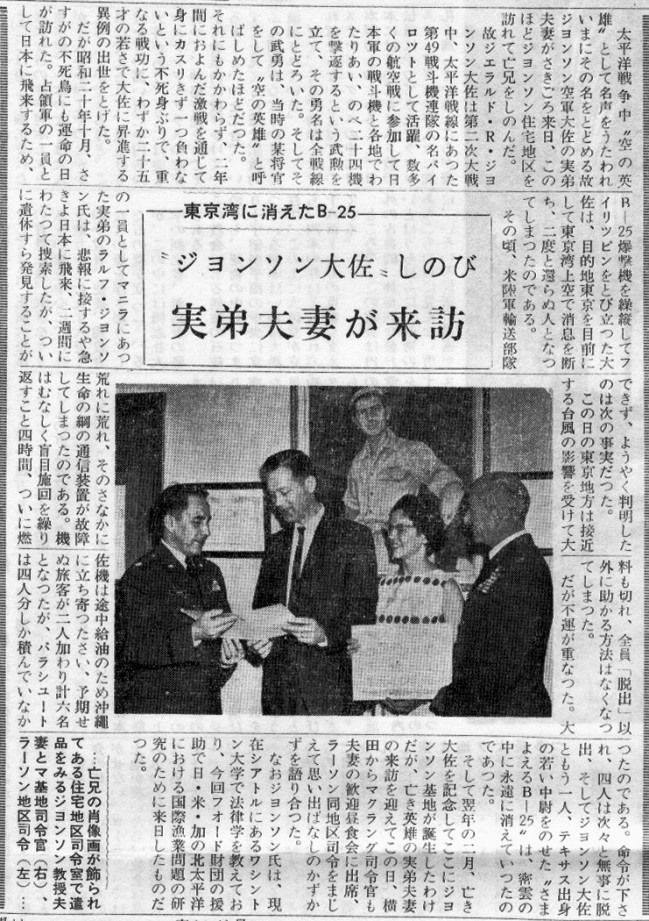 太平洋戦争中〝空の英
雄〟として名声をうたわれ
いまにその名をとどめる故
ジョンソン空軍大佐の実弟
夫妻がさきごろ来日、この
ほどジョンソン住宅地区を
訪れて亡兄をしのんだ。
故ジェラルド・R・ジョ
ンソン大佐は第二次大戦
中、太平洋戦線にあつた
第49戦斗機連隊の名パイ
ロツトとして活躍、数多
くの航空戦に参加して日
本軍の戦斗機と各地でわ
たりあい、のべ二十四機
を撃逐するという武勲を
立て、その勇名は全戦線
にとどろいた。そしてそ
の武勇は、当時の某将官
をして〝空の英雄〟と呼
ばしめたほどだつた。
それにもかかわらず、二年
間におよんだ激戦を通じて
身にカスリきず一つ負わな
いという不死身ぶりで、重
なる戦功に、わずか二十五
才の若さで大佐に昇進する
異例の出世をとげた。
だが昭和二十年十月、さ
すがの不死鳥にも運命の日
が訪れた。占領軍の一員と
して日本に飛来するため、
東京湾に消えたB-25
〝ジョンソン大佐〟しのび
実弟夫妻が来訪
B-25爆撃機を操縦してフ
イリツピンをとび立つた大
佐は、目的地東京を目前に
して東京湾上空で消息を断
ち、二度と還らぬ人となつ
てしまつたのである。
その頃、米陸軍輸送部隊
の一員としてマニラにあつ
た実弟のラルフ・ジョンソ
ン氏は、悲報に接するや急
きよ日本に飛来、二週間に
わたつて捜索したが、つい
に遺体すら発見することが
できず、ようやく判明した
のは次の事実だつた。
この日の東京地方は接近
する台風の影響を受けて大
荒れに荒れ、そのさなかに
生命の綱の通信装置が故障
してしまつたのである。機
はむなしく盲目施回を繰り
返すこと四時間、ついに燃
料も切れ、全員「脱出」以
外に助かる方法はなくなつ
てしまつた。
だが不運が重なつた。大
佐機は途中給油のため沖縄
に立ち寄つたさい、予期せ
ぬ旅客が二人加わり計六名
となつたが、パラシュート
は四人分しか積んでいなか
つたのである。命令が下さ
れ、四人は次々と無事に脱
出、そしてジョンソン大佐
ともう一人、テキサス出身
の若い中尉をのせた〝さま
よえるB-25〟は、密雲の
中に永遠に消えていつたの
であつた。
そして翌年の二月、亡き
大佐を記念してここにジョ
ンソン基地が誕生したわけ
だが、亡き英雄の実弟夫妻
の来訪を迎えてこの日、横
田からマクラング司令官も
夫妻の歓迎昼食会に出席、
ラーソン同地区司令をまじ
えて思い出ばなしのかずか
ずを語り合つた。
なおジョンソン氏は、現
在シアトルにあるワシント
ン大学で法律学を教えてお
り、今回フオード財団の援
助で日・米・加の北太平洋
における国際漁業問題の研
究のために来日したものだ
つた。
…亡兄の肖像画が飾られ
てある住宅地区司令室で遺
品をみるジョンソン教授夫
妻とマ基地司令官（右）、
ラーソン地区司令（左）…